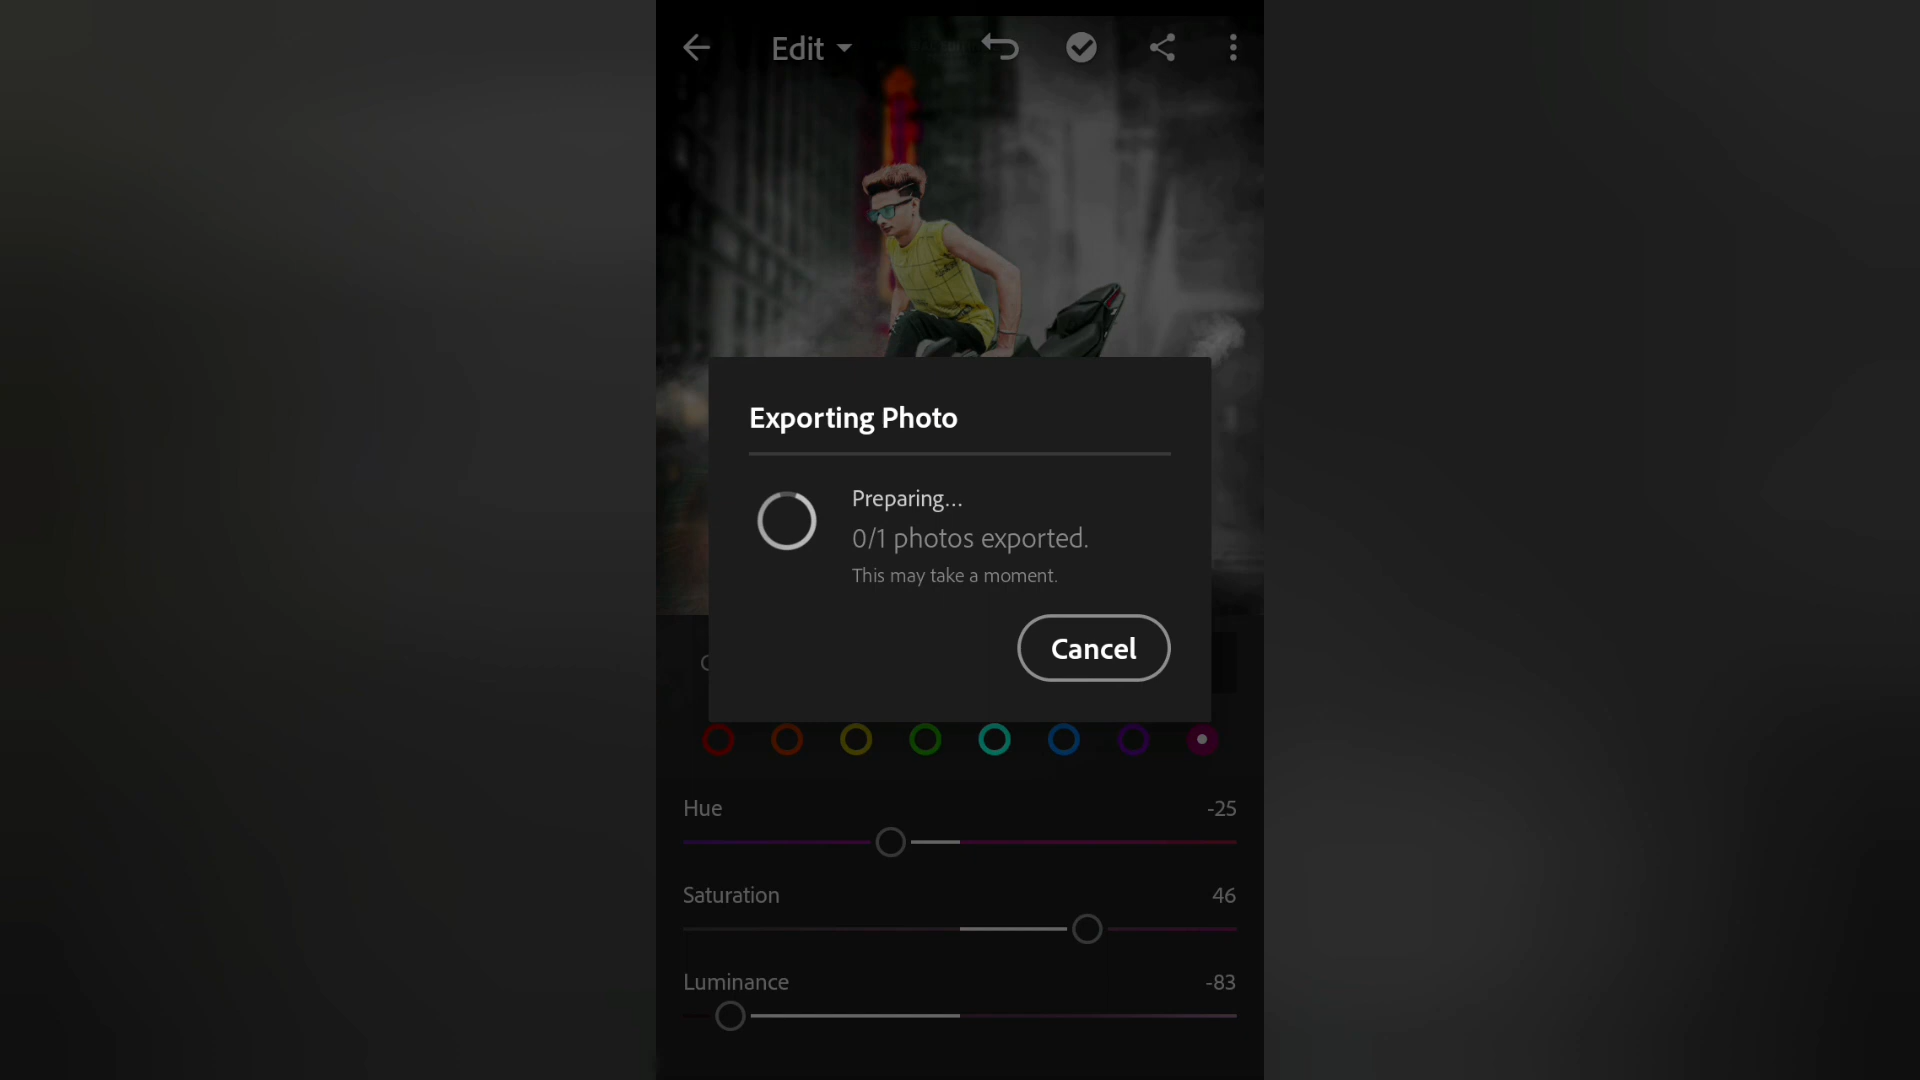 Edit
Exporting Photo
Preparing...
0/1 photos exported.
This may take a moment.
Cancel
Hue -25
Saturation 46
Luminance -83